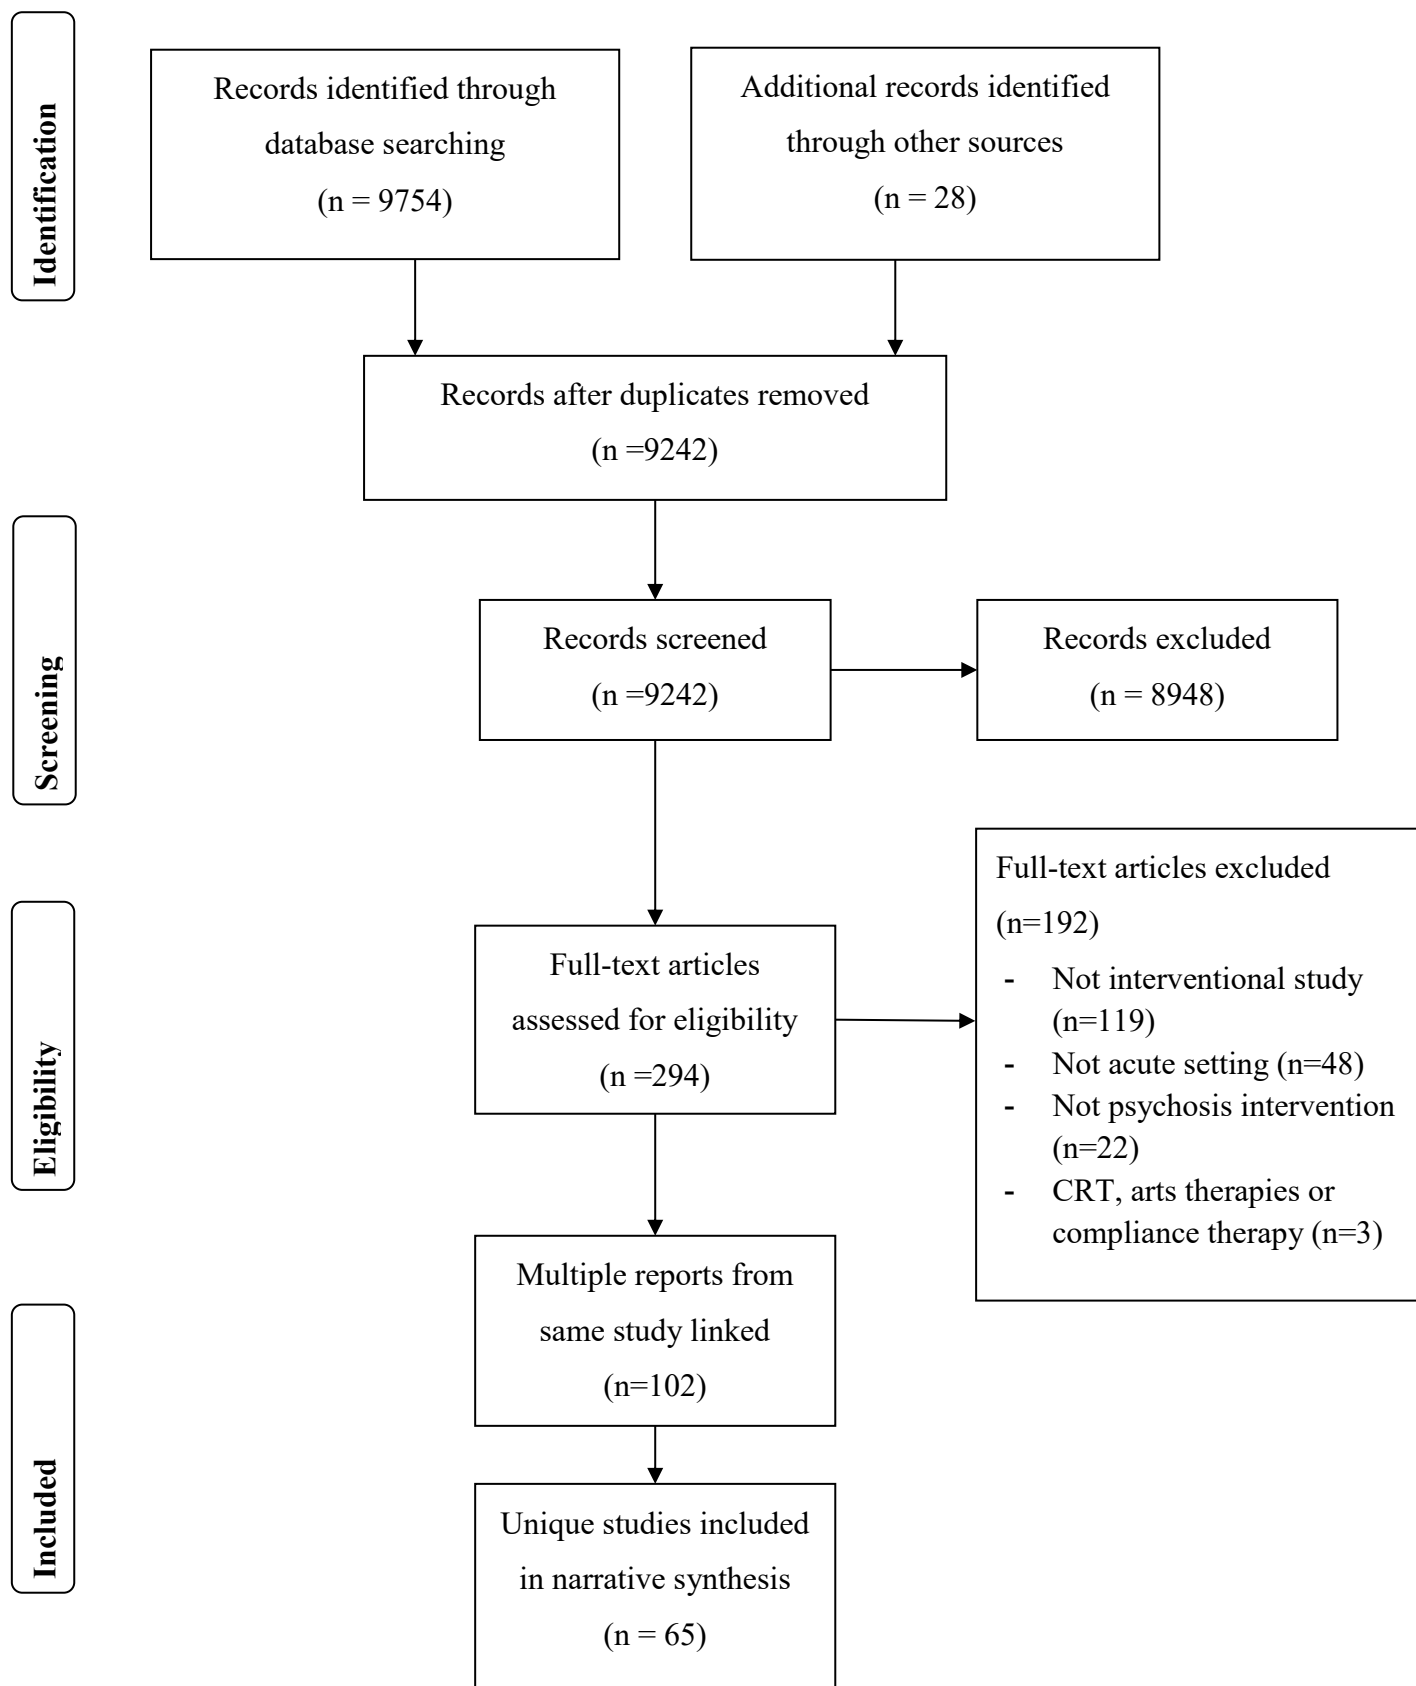 Identification
Records identified through
database searching
(n = 9754)
Additional records identified
through other sources
(n = 28)
Records after duplicates removed
(n =9242)
Screening
Records screened
(n =9242)
Records excluded
(n = 8948)
Eligibility
Full-text articles
assessed for eligibility
(n =294)
Full-text articles excluded
(n=192)
- Not interventional study
(n=119)
- Not acute setting (n=48)
- Not psychosis intervention
(n=22)
- CRT, arts therapies or
compliance therapy (n=3)
Multiple reports from
same study linked
(n=102)
Included
Unique studies included
in narrative synthesis
(n = 65)